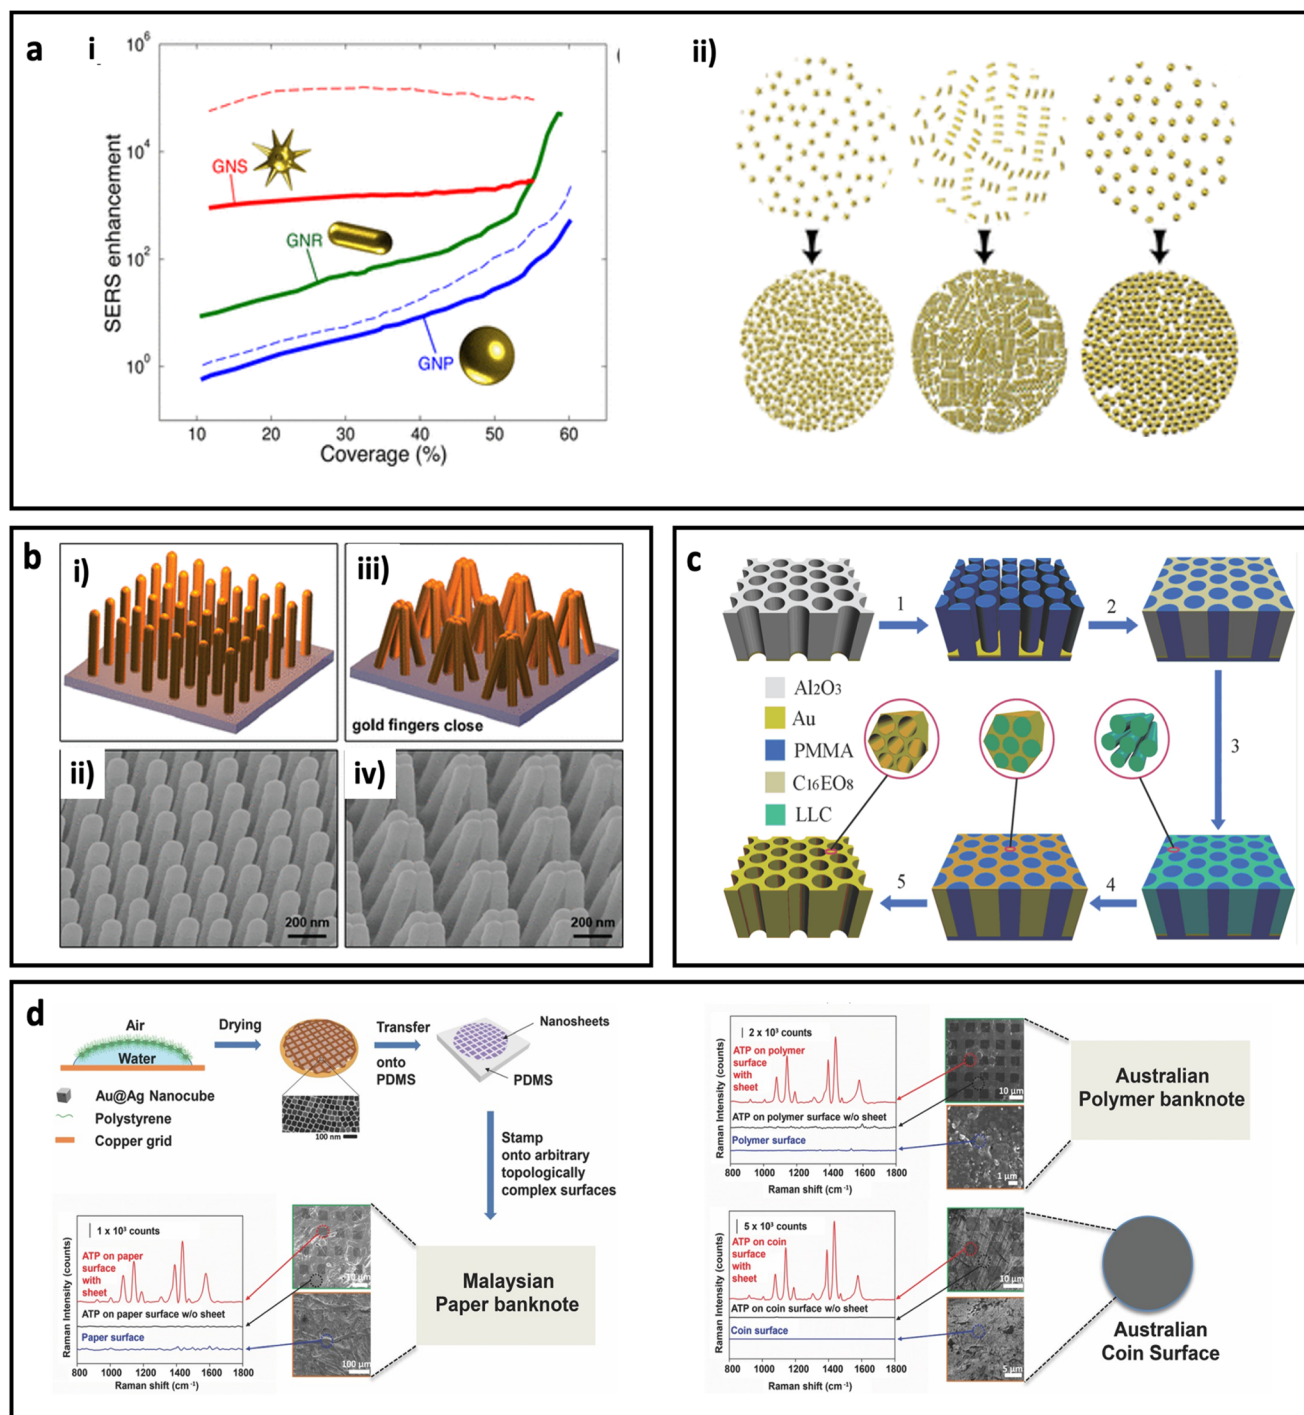 a
i
ii)
10⁶
10⁴
10²
10⁰
SERS enhancement
GNS
GNR
GNP
10
20
30
40
50
60
Coverage (%)
b
i)
iii)
gold fingers close
ii)
iv)
200 nm
200 nm
c
1
2
3
4
5
Al₂O₃
Au
PMMA
C₁₆EO₈
LLC
d
Air
Water
Drying
Transfer
onto
PDMS
Nanosheets
PDMS
Au@Ag Nanocube
Polystyrene
Copper grid
100 nm
Stamp
onto arbitrary
topologically
complex surfaces
Raman Intensity (counts)
1 x 10³ counts
ATP on paper
surface
with
sheet
ATP on paper surface w/o sheet
Paper surface
800 1000 1200 1400 1600 1800
Raman shift (cm⁻¹)
10 µm
100 µm
Malaysian
Paper banknote
Raman Intensity (counts)
2 x 10³ counts
ATP on polymer
surface
with
sheet
ATP on polymer surface w/o sheet
Polymer surface
800 1000 1200 1400 1600 1800
Raman shift (cm⁻¹)
10 µm
1 µm
Australian
Polymer banknote
Raman Intensity (counts)
5 x 10³ counts
ATP on coin
surface
with
sheet
ATP on coin surface w/o sheet
Coin surface
800 1000 1200 1400 1600 1800
Raman shift (cm⁻¹)
10 µm
5 µm
Australian
Coin Surface